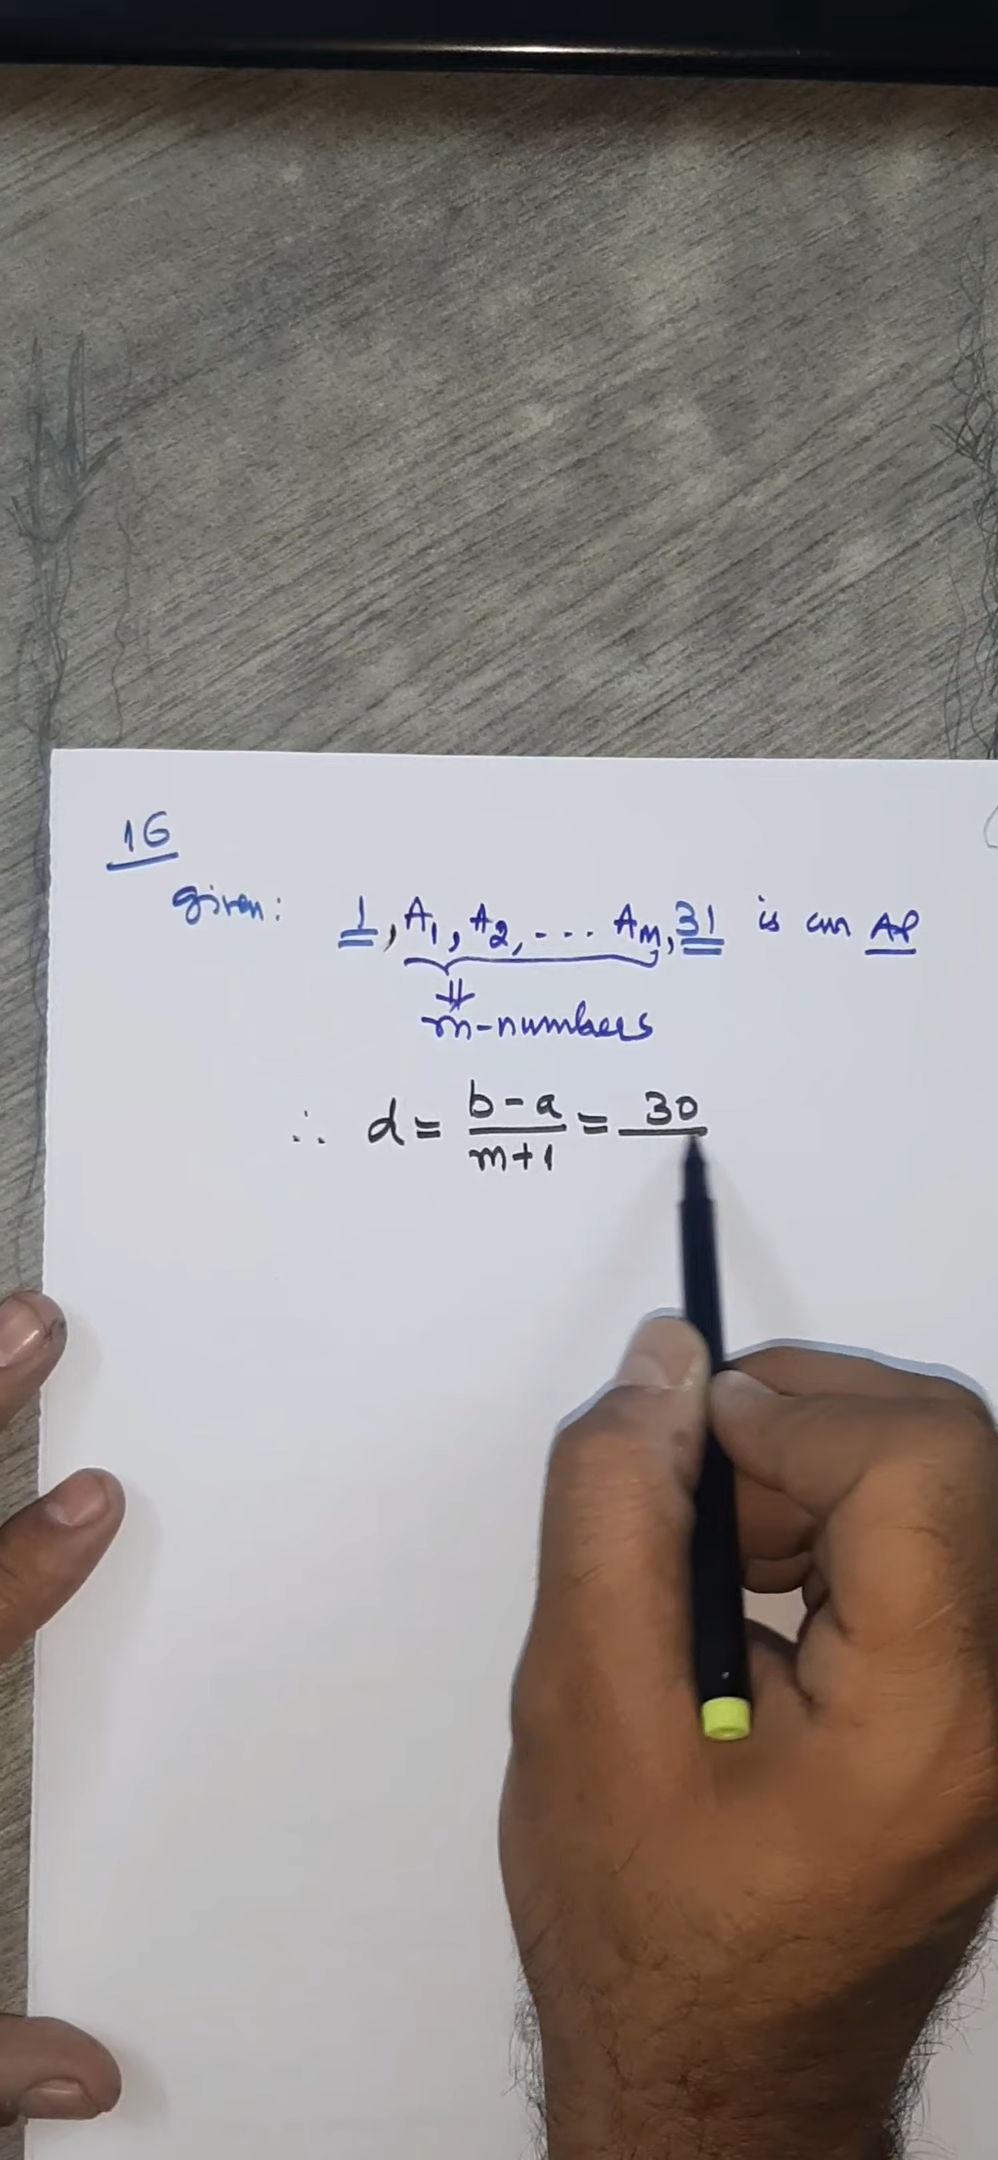 16
given: 1, A1, A2, ... Am, 31 is an AP
m-numbers
∴ d = b-a/m+1 = 30